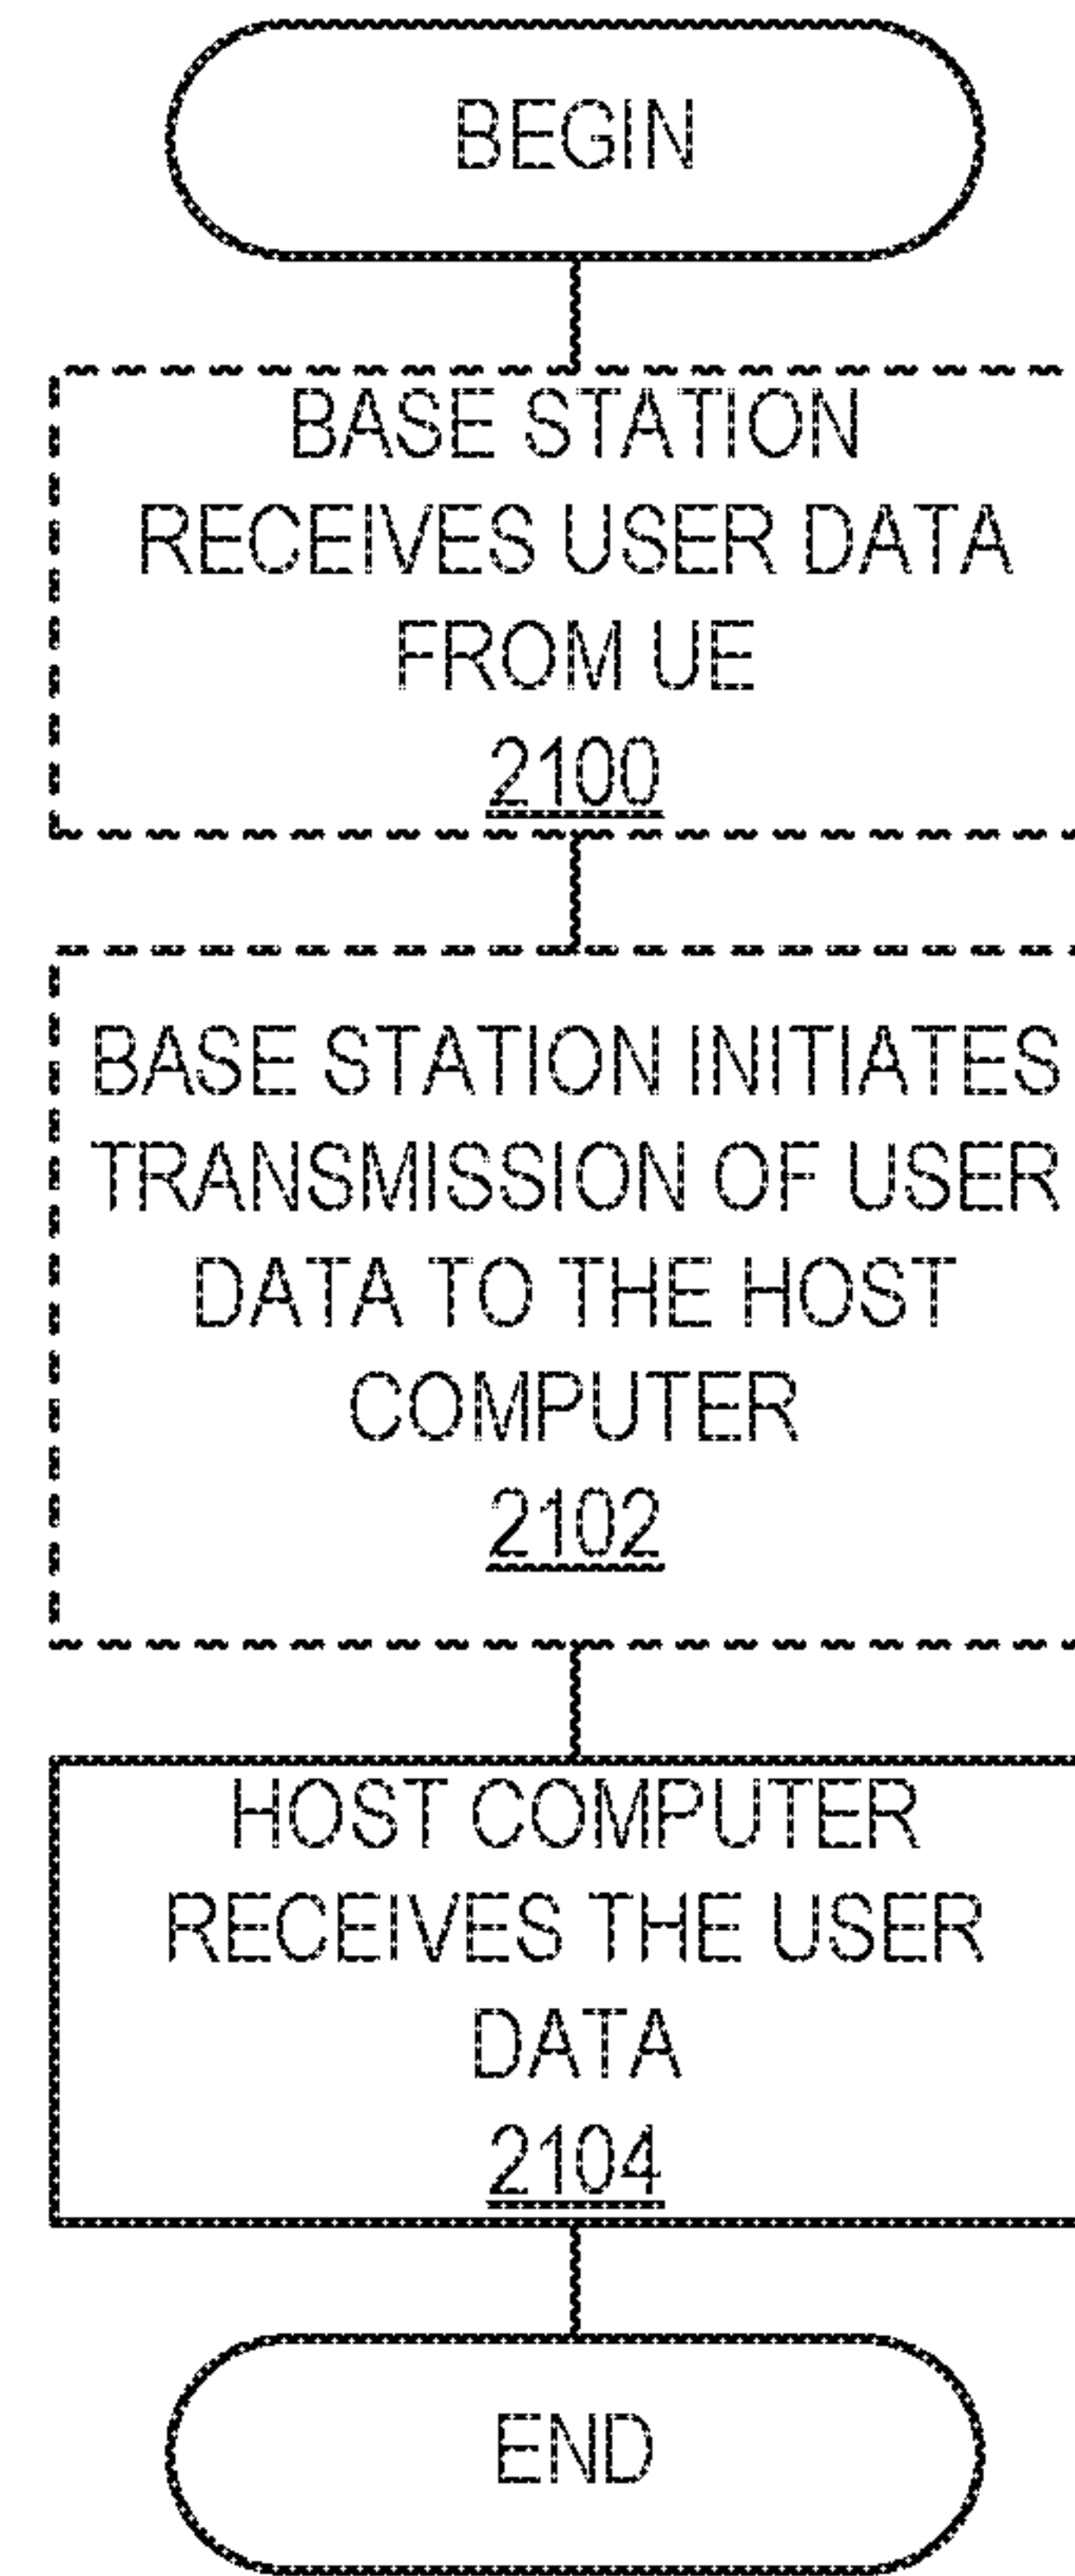 BEGIN
BASE STATION
RECEIVES USER DATA
FROM UE
2100
BASE STATION INITIATES
TRANSMISSION OF USER
DATA TO THE HOST
COMPUTER
2102
HOST COMPUTER
RECEIVES THE USER
DATA
2104
END